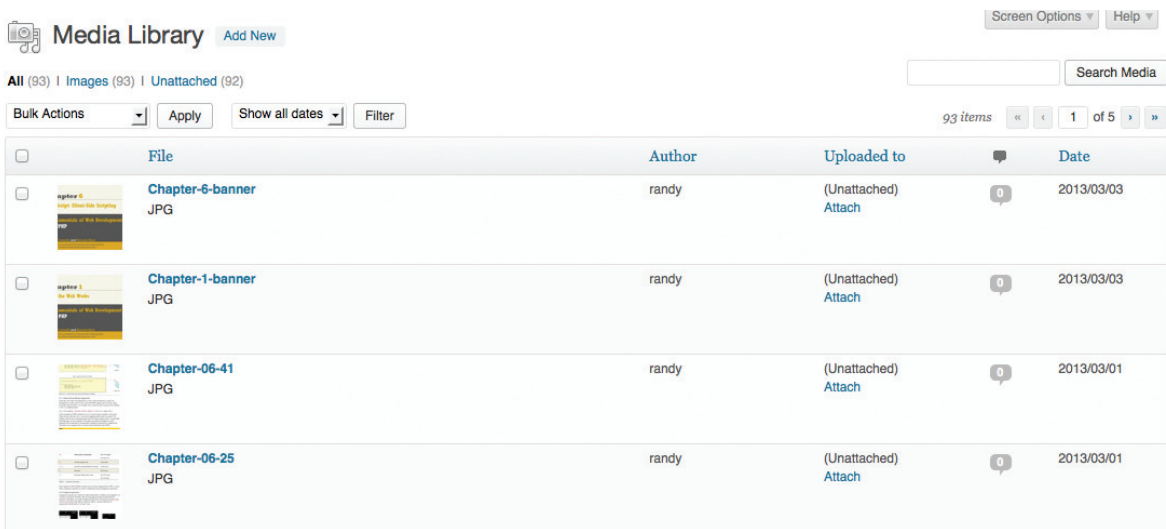 Screen Options Help
Media Library Add New
All (93) | Images (93) | Unattached (92)
Search Media
Bulk Actions Apply Show all dates Filter
93 items « ‹ 1 of 5 › »
File Author Uploaded to Date
Chapter-6-banner randy (Unattached) 0 2013/03/03
JPG Attach
Chapter-1-banner randy (Unattached) 0 2013/03/03
JPG Attach
Chapter-06-41 randy (Unattached) 0 2013/03/01
JPG Attach
Chapter-06-25 randy (Unattached) 0 2013/03/01
JPG Attach